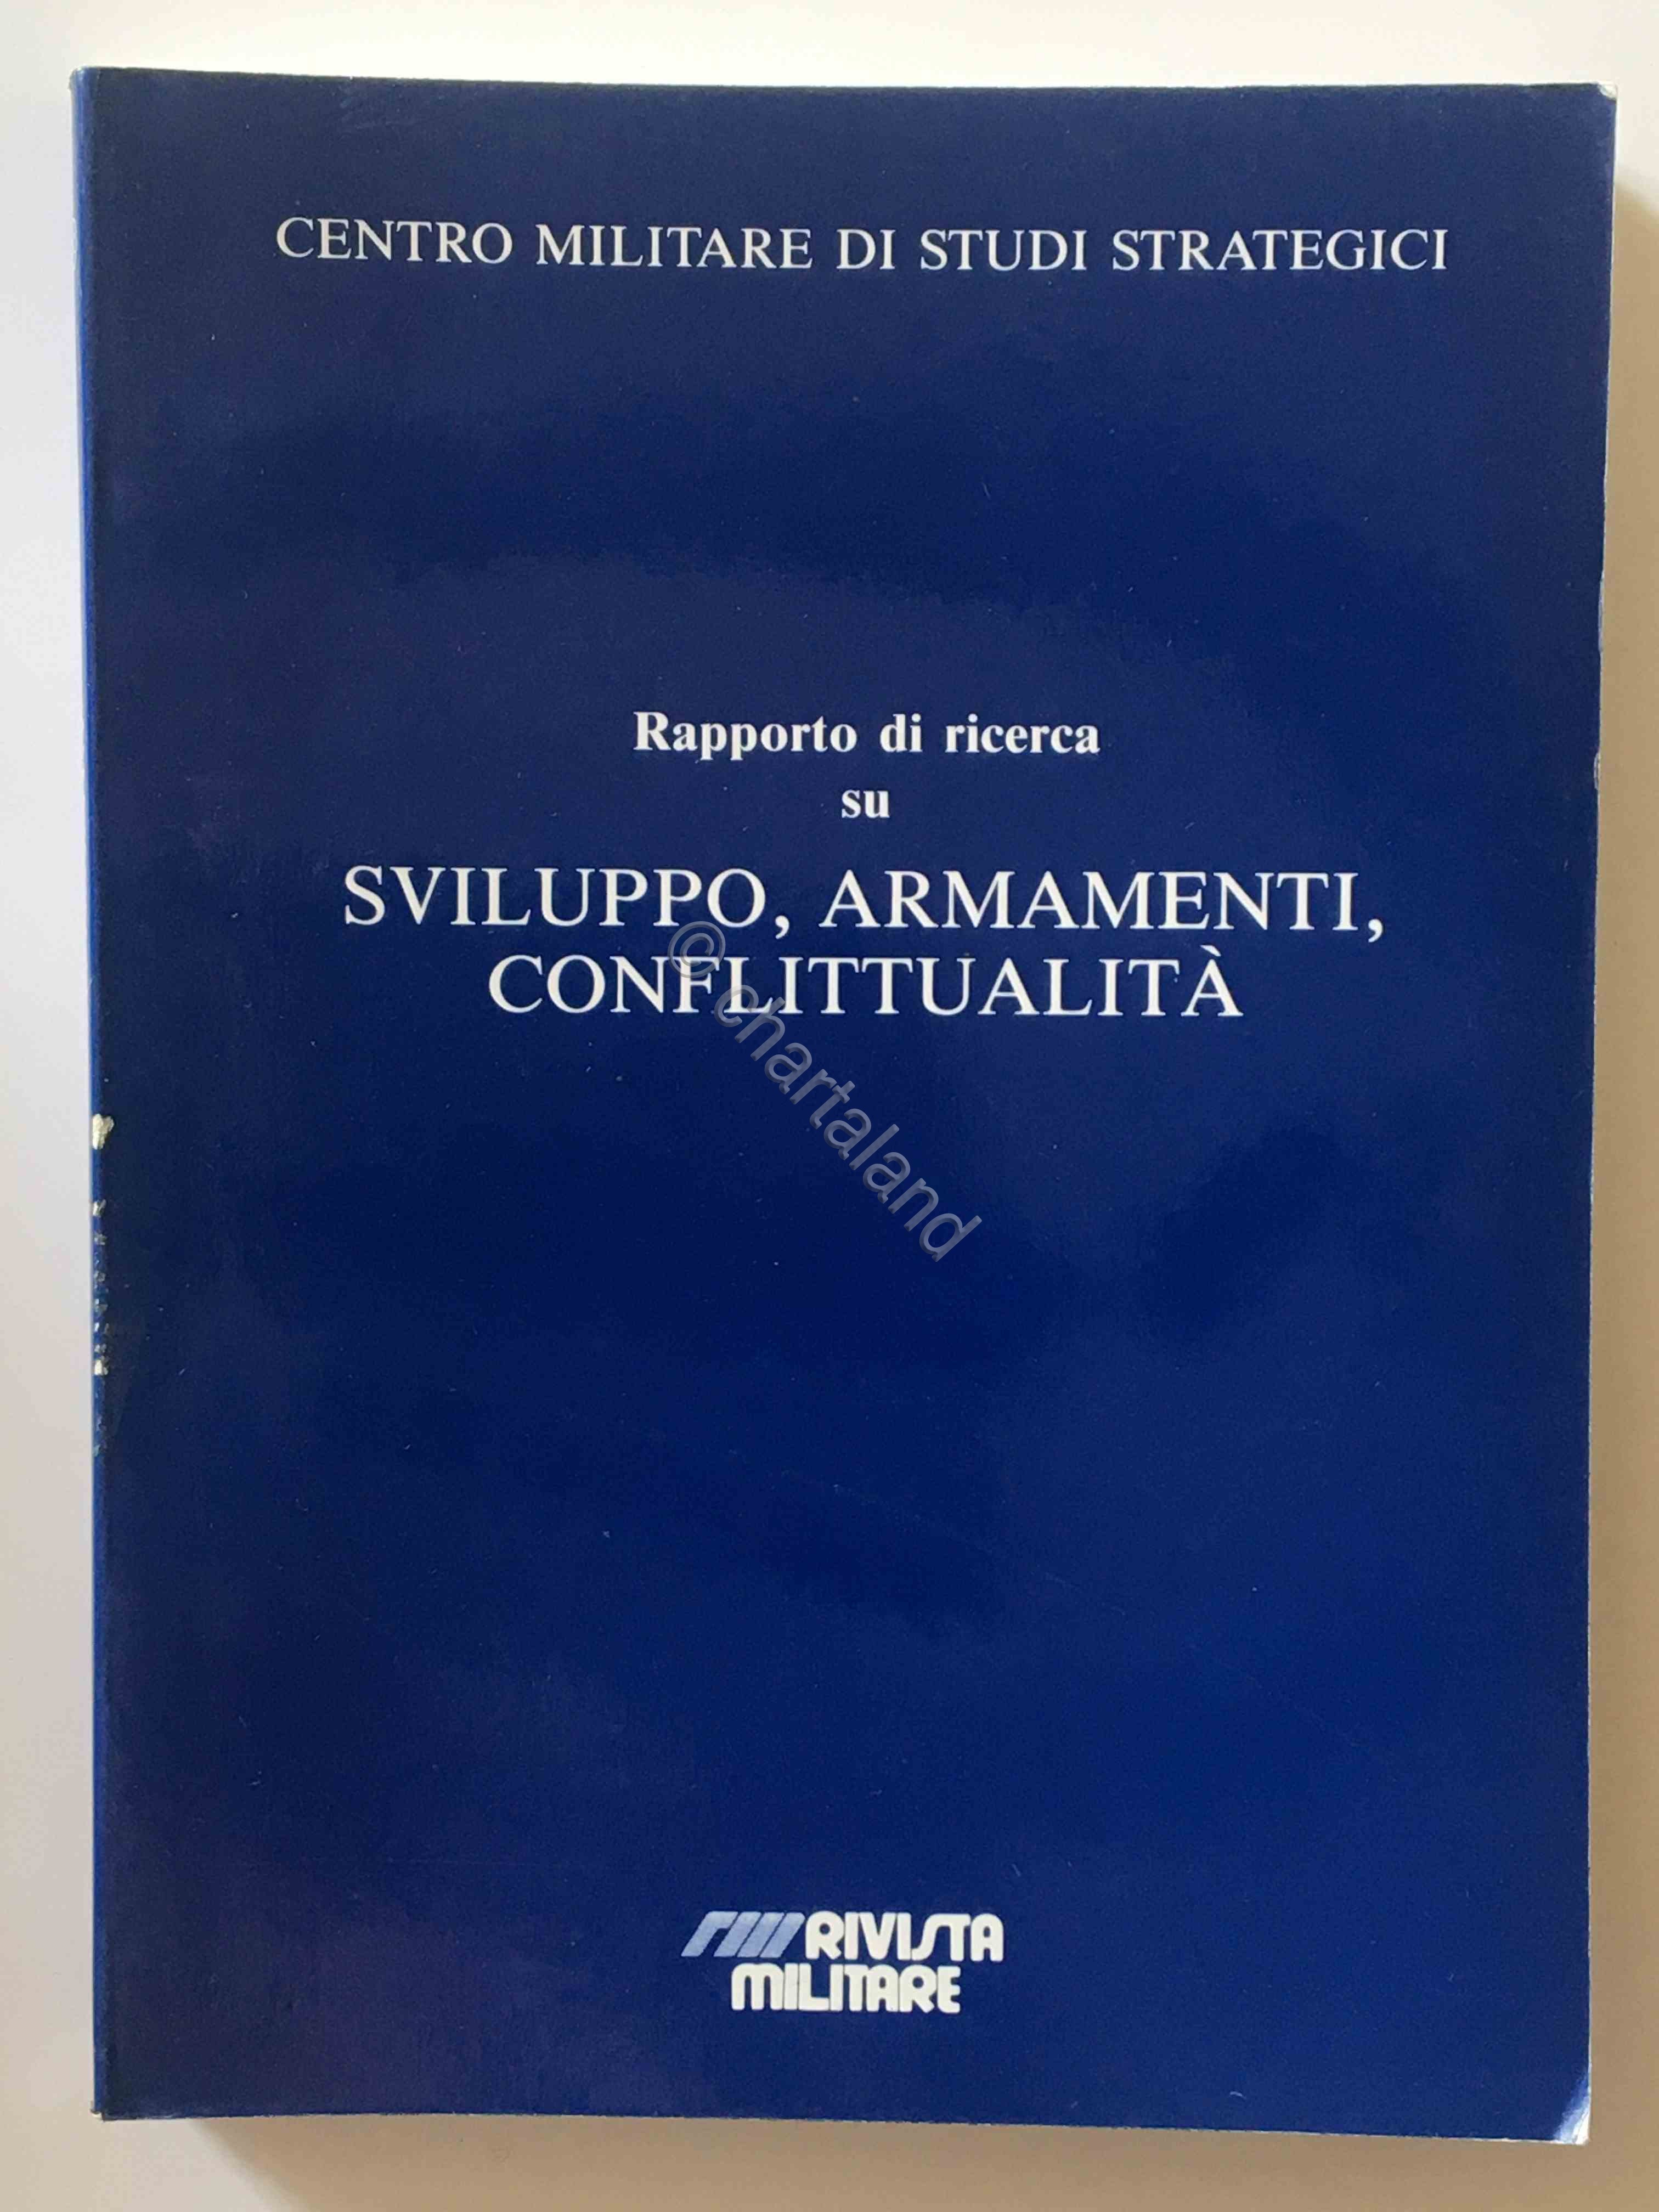 CENTRO MILITARE DI STUDI STRATEGICI
Rapporto di ricerca
su
SVILUPPO, ARMAMENTI,
CONFLITTUALITÀ
© chartaland
RIVISTA
MILITARE